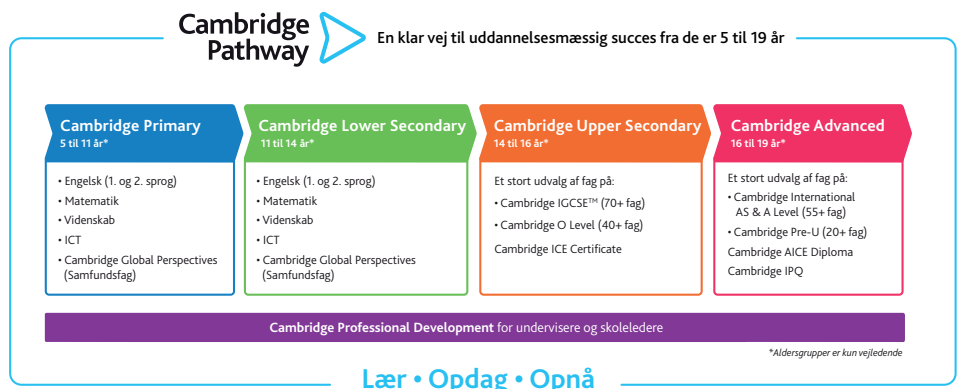 Cambridge
Pathway
En klar vej til uddannelsesmæssig succes fra de er 5 til 19 år
Cambridge Primary
5 til 11 år*
• Engelsk (1. og 2. sprog)
• Matematik
• Videnskab
• ICT
• Cambridge Global Perspectives
(Samfundsfag)
Cambridge Lower Secondary
11 til 14 år*
• Engelsk (1. og 2. sprog)
• Matematik
• Videnskab
• ICT
• Cambridge Global Perspectives
(Samfundsfag)
Cambridge Upper Secondary
14 til 16 år*
Et stort udvalg af fag på:
• Cambridge IGCSE™ (70+ fag)
• Cambridge O Level (40+ fag)
Cambridge ICE Certificate
Cambridge Advanced
16 til 19 år*
Et stort udvalg af fag på:
• Cambridge International
AS & A Level (55+ fag)
• Cambridge Pre-U (20+ fag)
Cambridge AICE Diploma
Cambridge IPQ
Cambridge Professional Development for undervisere og skoleledere
*Aldersgrupper er kun vejledende
Lær • Opdag • Opnå